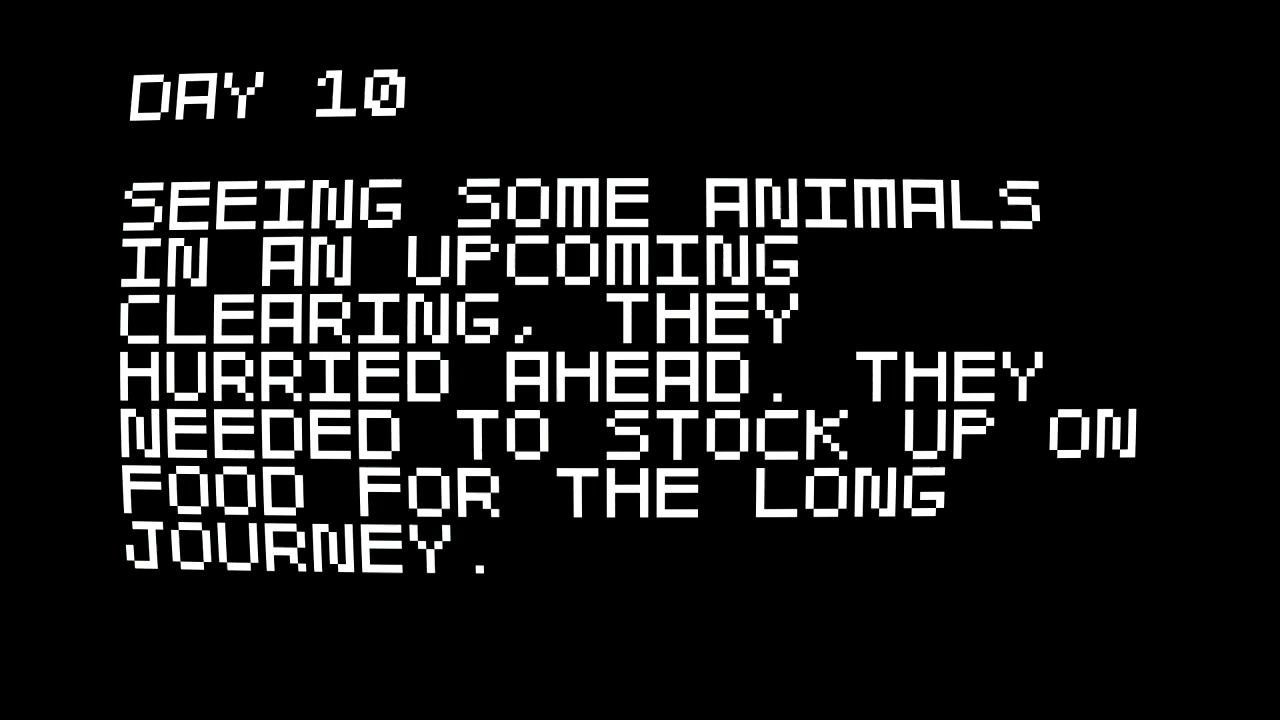 DAY 10
SEEING SOME ANIMALS
IN AN UPCOMING
CLEARING, THEY
HURRIED AHEAD. THEY
NEEDED TO STOCK UP ON
FOOD FOR THE LONG
JOURNEY.